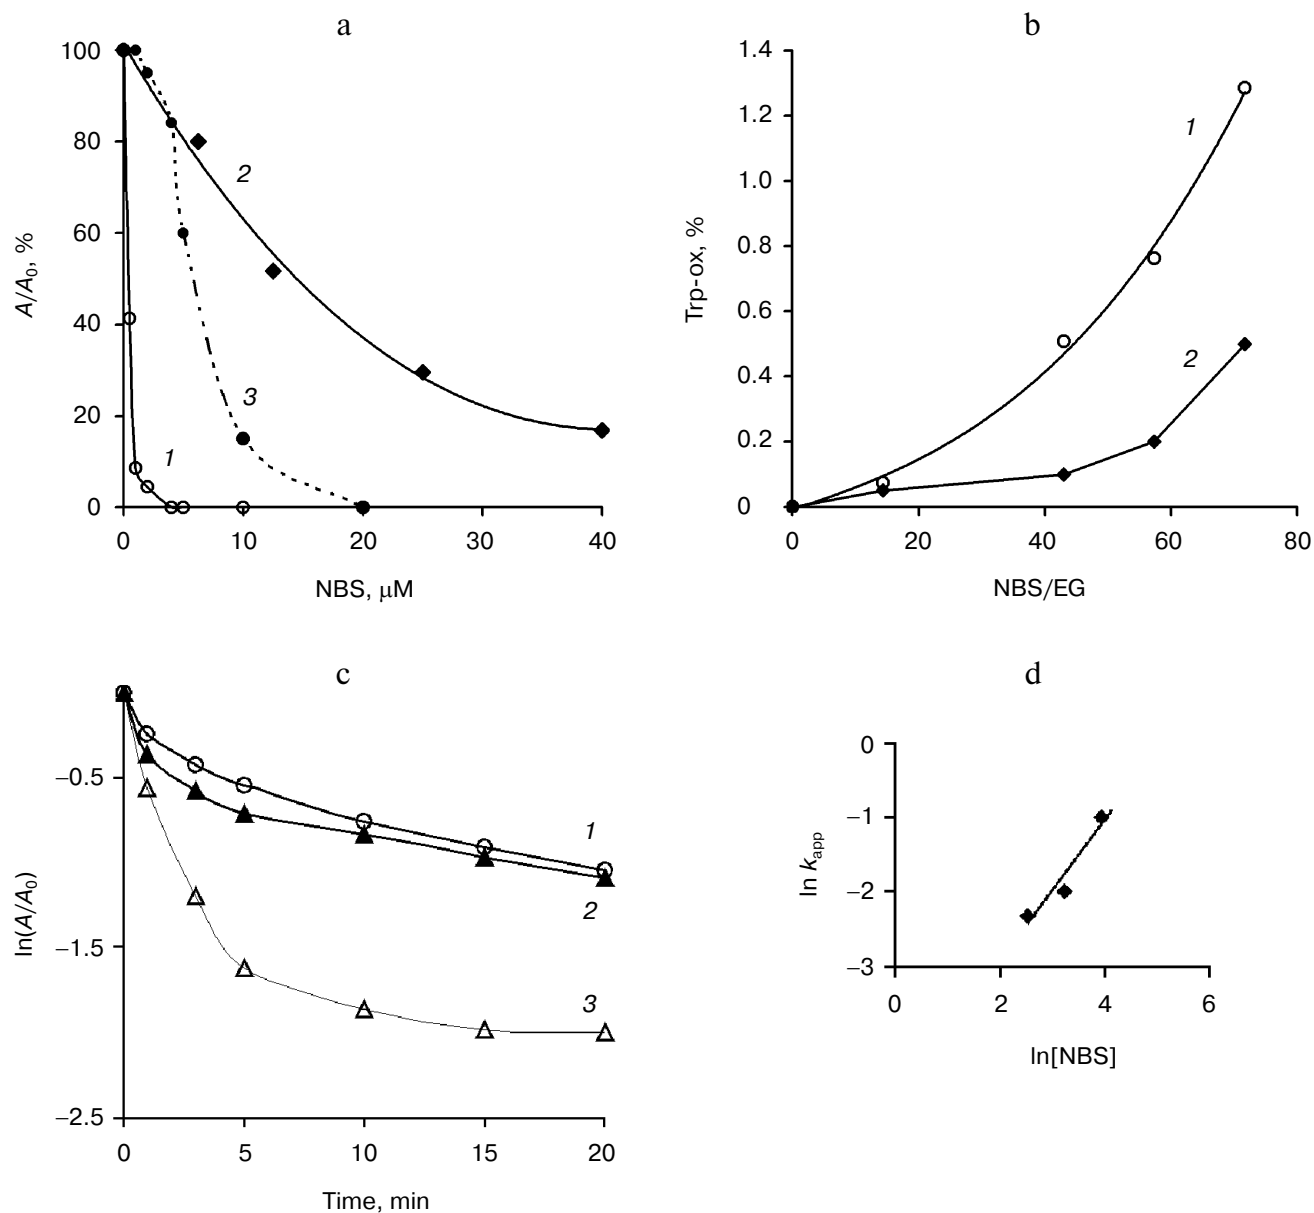 a
100
80
60
40
20
0
A/A0, %
1
2
3
0 10 20 30 40
NBS, μM
b
1.4
1.2
1.0
0.8
0.6
0.4
0.2
0
Trp-ox, %
1
2
0 20 40 60 80
NBS/EG
c
−0.5
−1.5
−2.5
ln(A/A0)
1
2
3
0 5 10 15 20
Time, min
d
0
−1
−2
−3
ln kapp
0 2 4 6
ln[NBS]